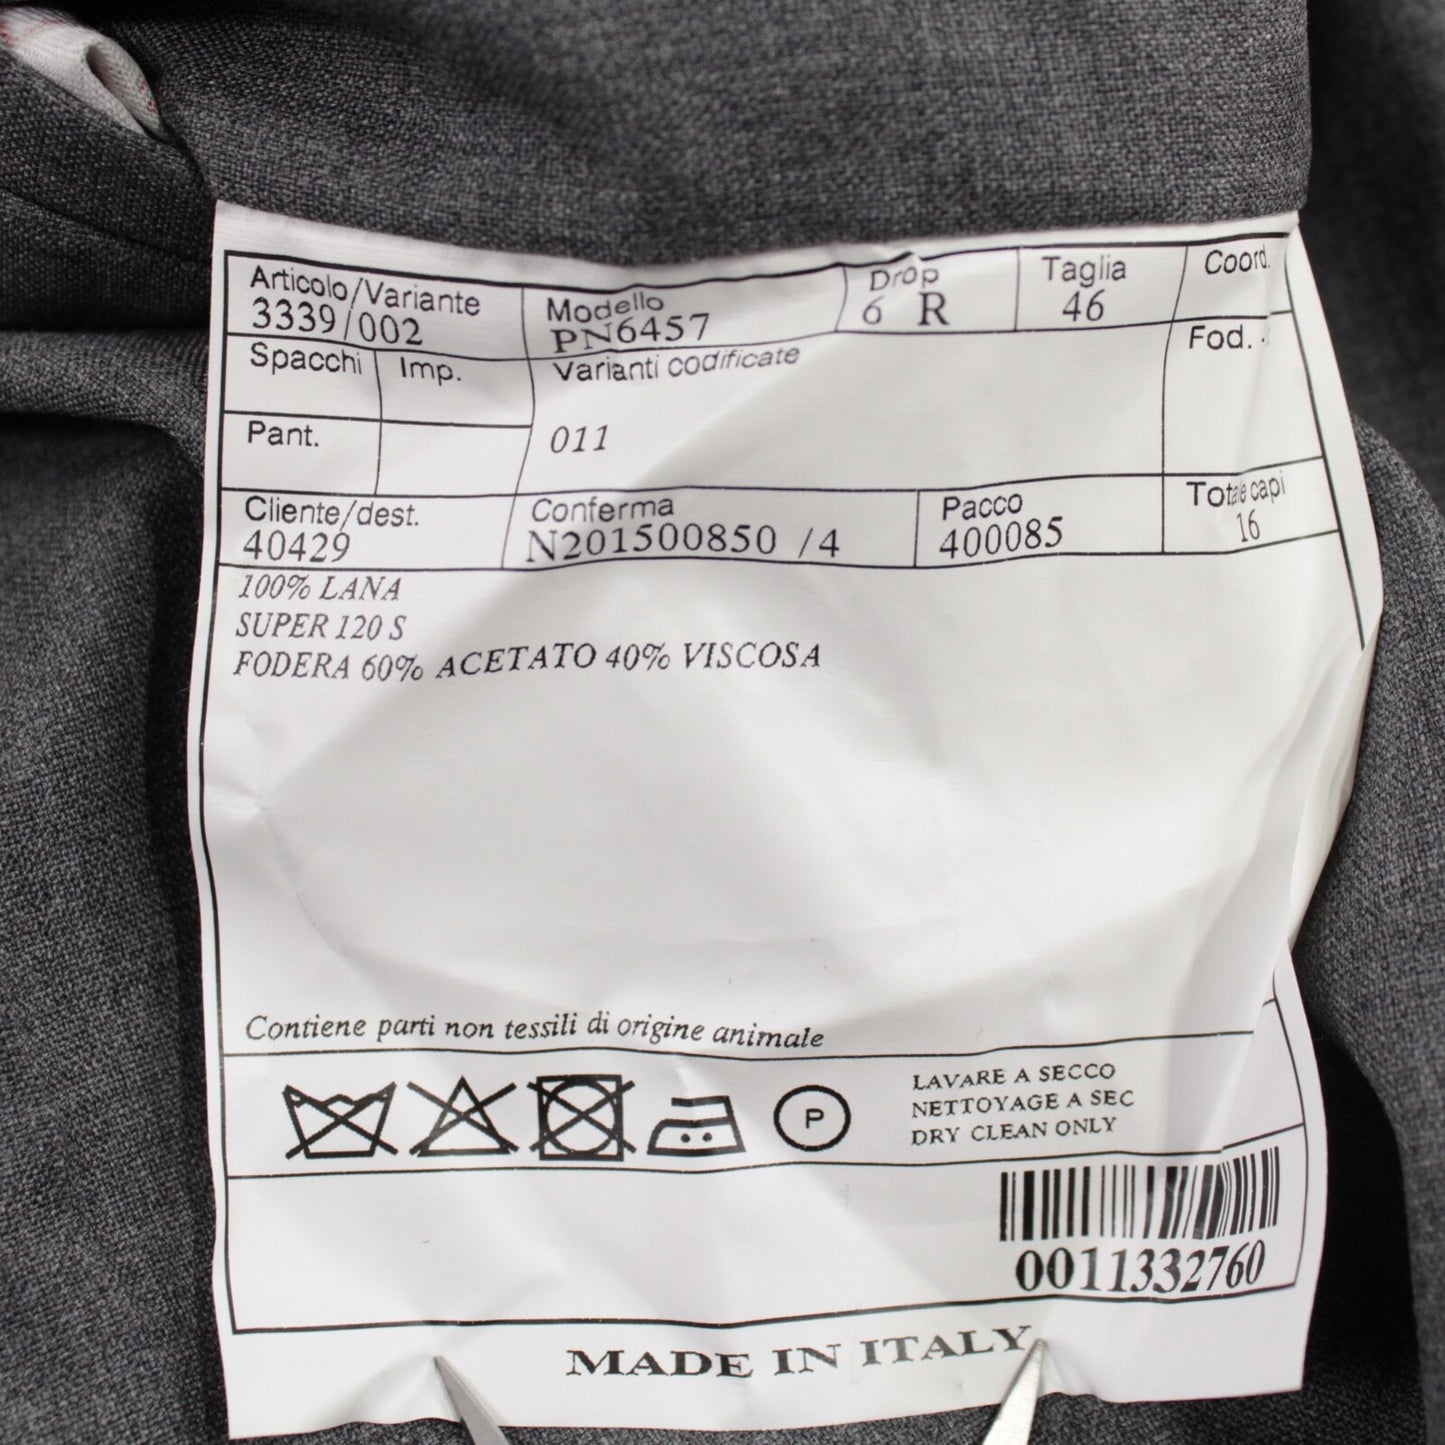 Articolo/Variante Modello Drop Taglia Coord.
3339/002 PN6457 6 R 46
Spacchi Imp. Varianti codificate Fod.
Pant. 011
Cliente/dest. Conferma Pacco Totale capi
40429 N201500850 /4 400085 16
100% LANA
SUPER 120 S
FODERA 60% ACETATO 40% VISCOSA
Contiene parti non tessili di origine animale
P
LAVARE A SECCO
NETTOYAGE A SEC
DRY CLEAN ONLY
0011332760
MADE IN ITALY